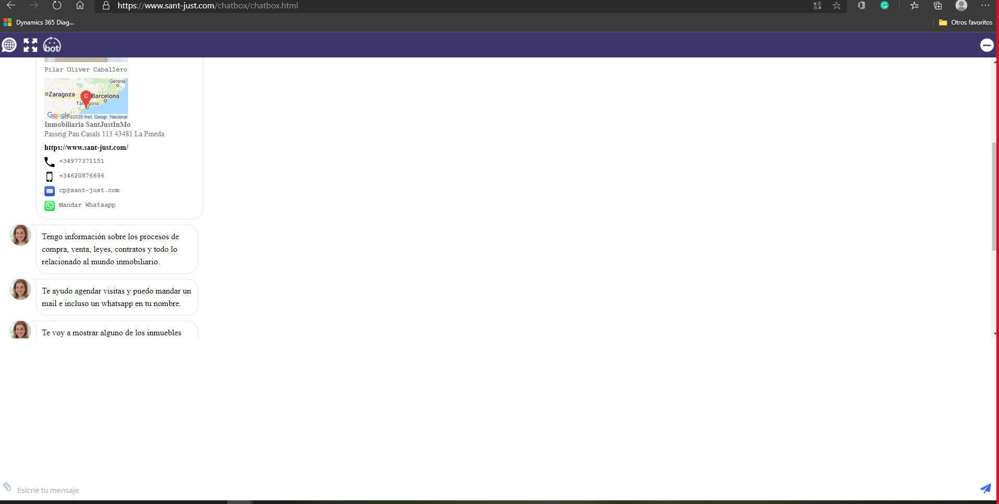 https://www.sant-just.com/chatbox/chatbox.html
Dynamics 365 Diag...
Otros favoritos
bot
Pilar Oliver Caballero
Gerona
Zaragoza
C
Barcelona
Tarragona
Google
©2020 Inst. Geogr. Nacional
Inmobiliaria SantJustInMo
Passeig Pau Casals 113 43481 La Pineda
https://www.sant-just.com/
+34977371151
+34620876696
cp@sant-just.com
Mandar Whatsapp
Tengo información sobre los procesos de
compra, venta, leyes, contratos y todo lo
relacionado al mundo inmobiliario.
Te ayudo agendar visitas y puedo mandar un
mail e incluso un whatsapp en tu nombre.
Te voy a mostrar alguno de los inmuebles
Esicrie tu mensaje